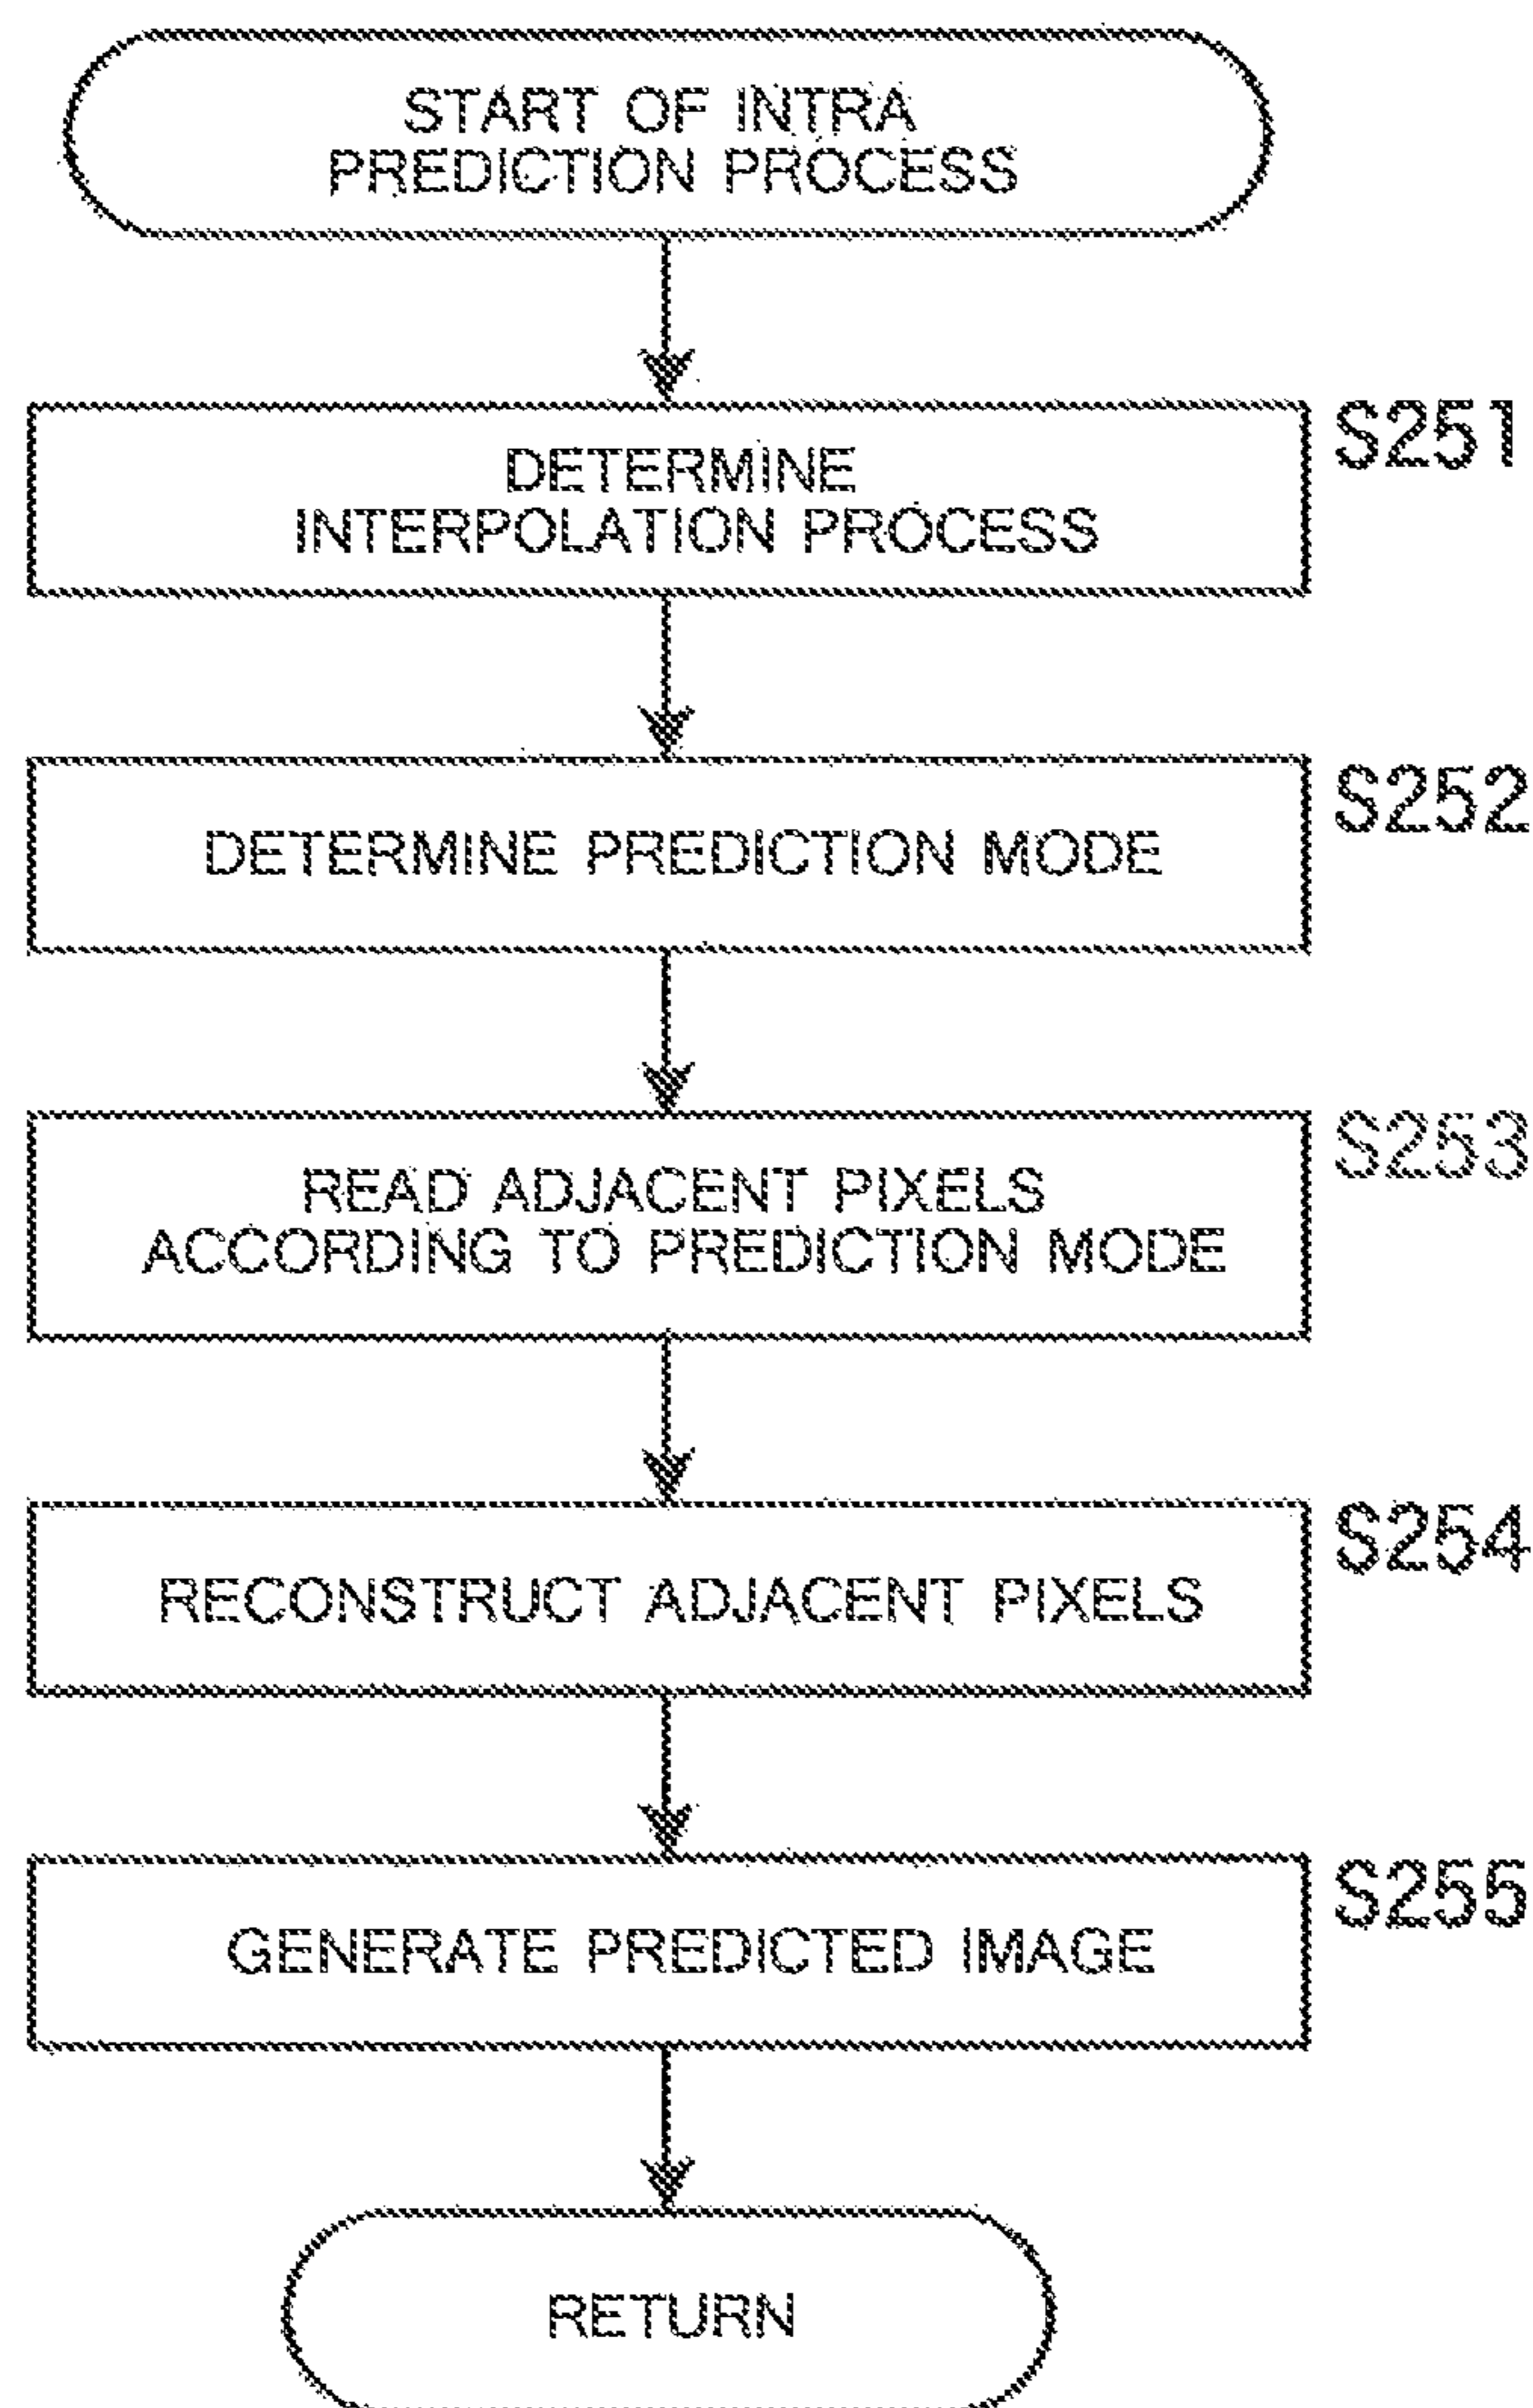 START OF INTRA
PREDICTION PROCESS
S251
DETERMINE
INTERPOLATION PROCESS
S252
DETERMINE PREDICTION MODE
S253
READ ADJACENT PIXELS
ACCORDING TO PREDICTION MODE
S254
RECONSTRUCT ADJACENT PIXELS
S255
GENERATE PREDICTED IMAGE
RETURN